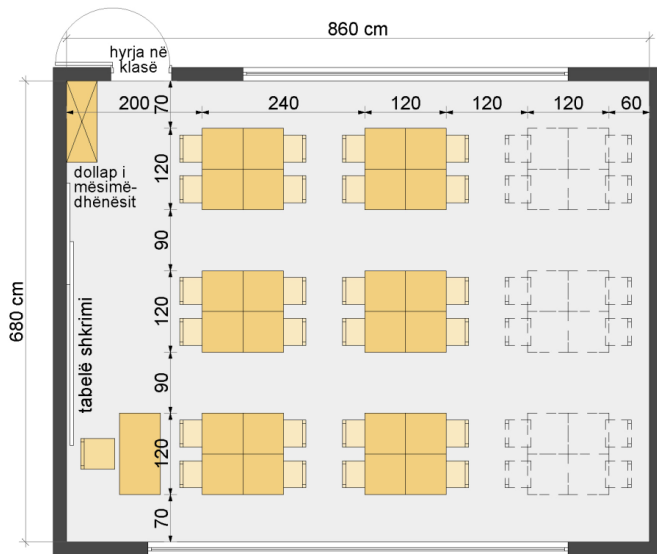 860 cm
hyrja në
klasë
200
240
120
120
120
60
70
120
90
120
90
120
70
680 cm
dollap i
mësimë-
dhënësit
tabelë shkrimi